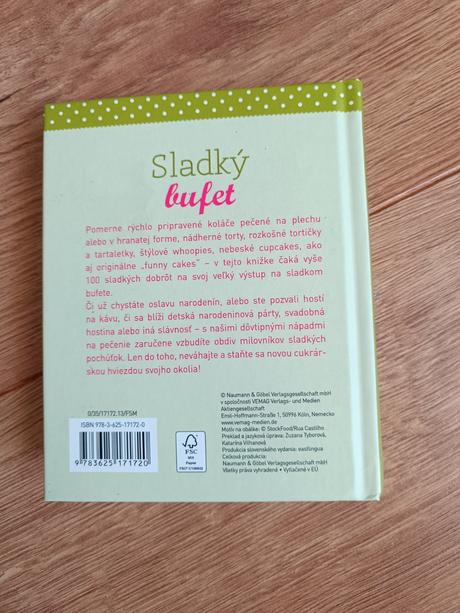 Sladký
bufet
Pomerne rýchlo pripravené koláče pečené na plechu
alebo v hranatej forme, nádherné torty, rozkošné tortičky
a tartaletky, štýlové whoopies, nebeské cupcakes, ako
aj originálne „funny cakes" – v tejto knižke čaká vyše
100 sladkých dobrôt na svoj veľký výstup na sladkom
bufete.
Či už chystáte oslavu narodenín, alebo ste pozvali hostí
na kávu, či sa blíži detská narodeninová párty, svadobná
hostina alebo iná slávnosť – s našimi dôvtipnými nápadmi
na pečenie zaručene vzbudíte obdiv milovníkov sladkých
pochúťok. Len do toho, neváhajte a staňte sa novou cukrár-
skou hviezdou svojho okolia!
0/35/17172.13/FSM
ISBN 978-3-625-17172-0
9 783625 171720
FSC
MIX
Papier
© Naumann & Göbel Verlagsgesellschaft mbH
v spoločnosti VEMAG Verlags- und Medien
Aktiengesellschaft
Emil-Hoffmann-Straße 1, 50996 Köln, Nemecko
www.vemag-medien.de
Motív na obálke: © StockFood/Rua Castilho
Preklad a jazyková úprava: Zuzana Tyborová,
Katarína Vilhanová
Produkcia slovenského vydania: eastlingua
Celková produkcia:
Naumann & Göbel Verlagsgesellschaft mbH
Všetky práva vyhradené • Vytlačené v EÚ